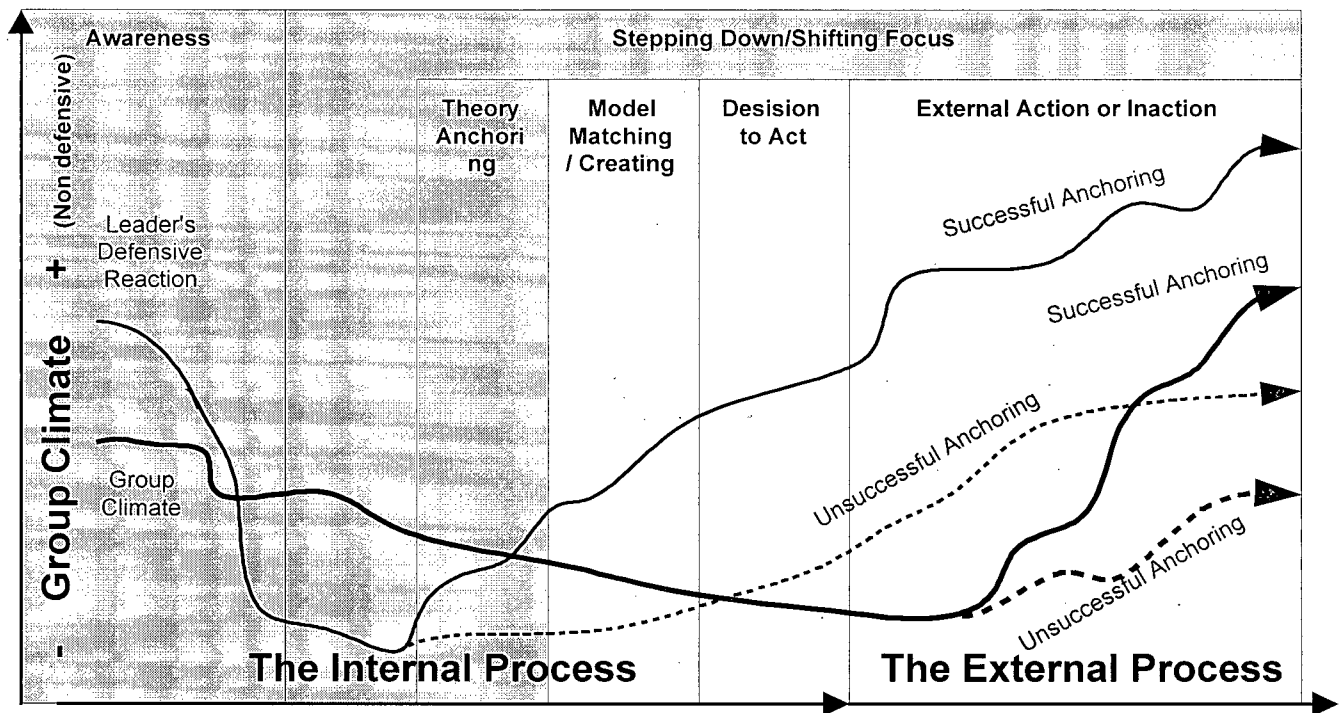 Awareness
Stepping Down/Shifting Focus
Theory
Anchori
ng
Model
Matching
/ Creating
Desision
to Act
External Action or Inaction
- Group Climate + (Non defensive)
Leader's
Defensive
Reaction
Group
Climate
Successful Anchoring
Successful Anchoring
Unsuccessful Anchoring
Unsuccessful Anchoring
The Internal Process
The External Process